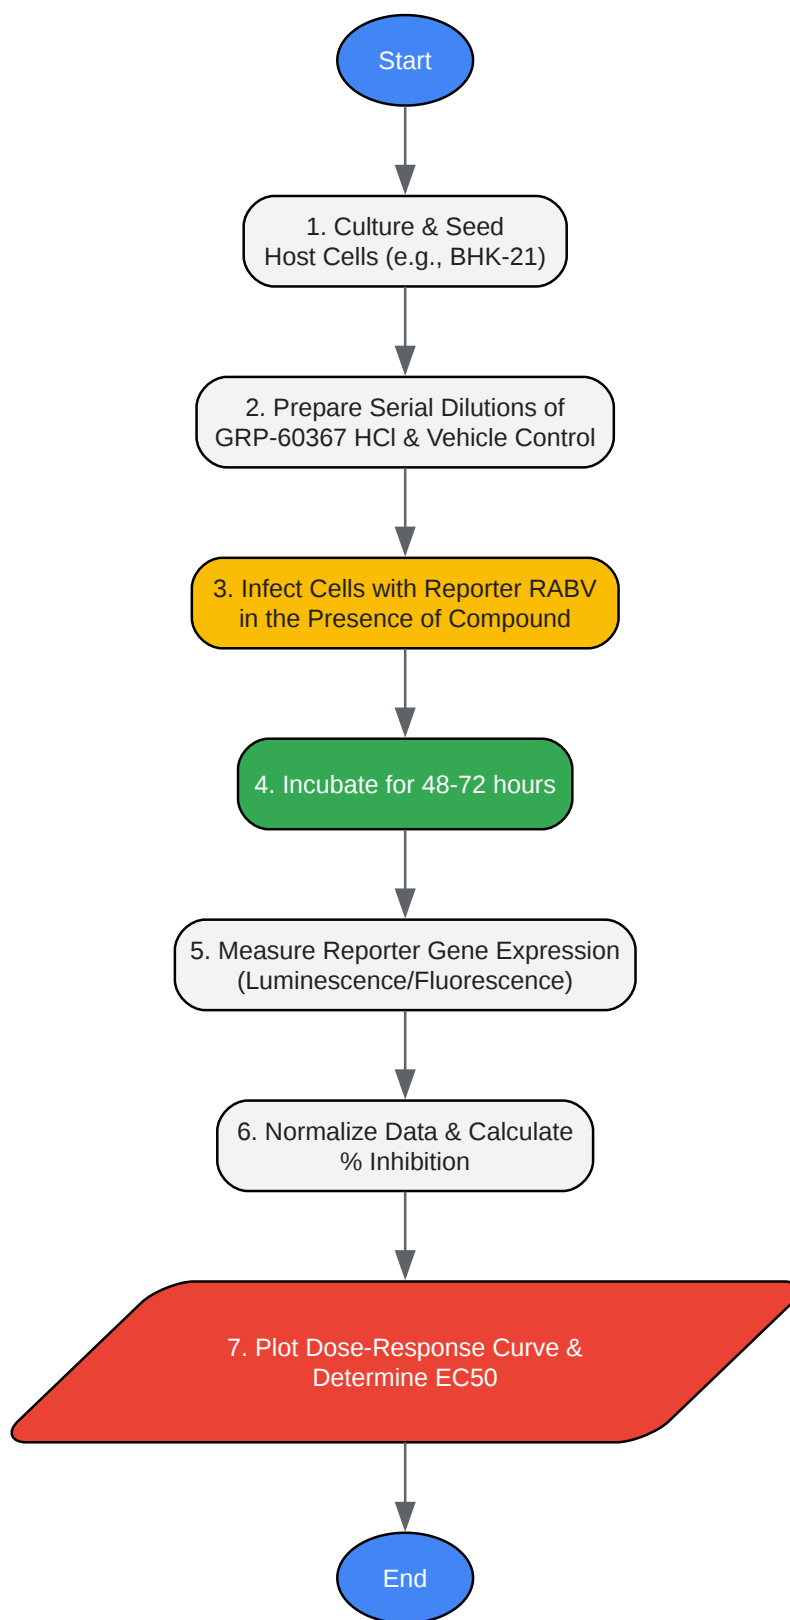 Start
1. Culture & Seed
Host Cells (e.g., BHK-21)
2. Prepare Serial Dilutions of
GRP-60367 HCl & Vehicle Control
3. Infect Cells with Reporter RABV
in the Presence of Compound
4. Incubate for 48-72 hours
5. Measure Reporter Gene Expression
(Luminescence/Fluorescence)
6. Normalize Data & Calculate
% Inhibition
7. Plot Dose-Response Curve &
Determine EC50
End